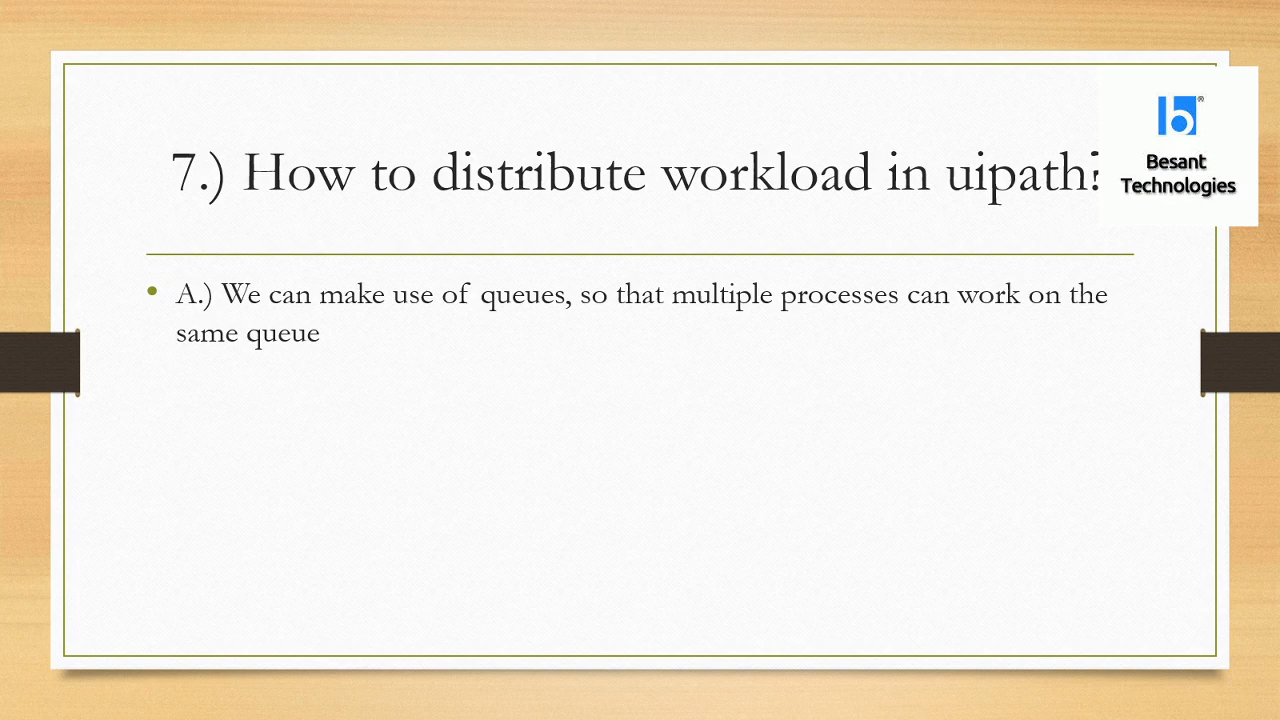 7.) How to distribute workload in uipath?
b®
Besant
Technologies
• A.) We can make use of queues, so that multiple processes can work on the
same queue